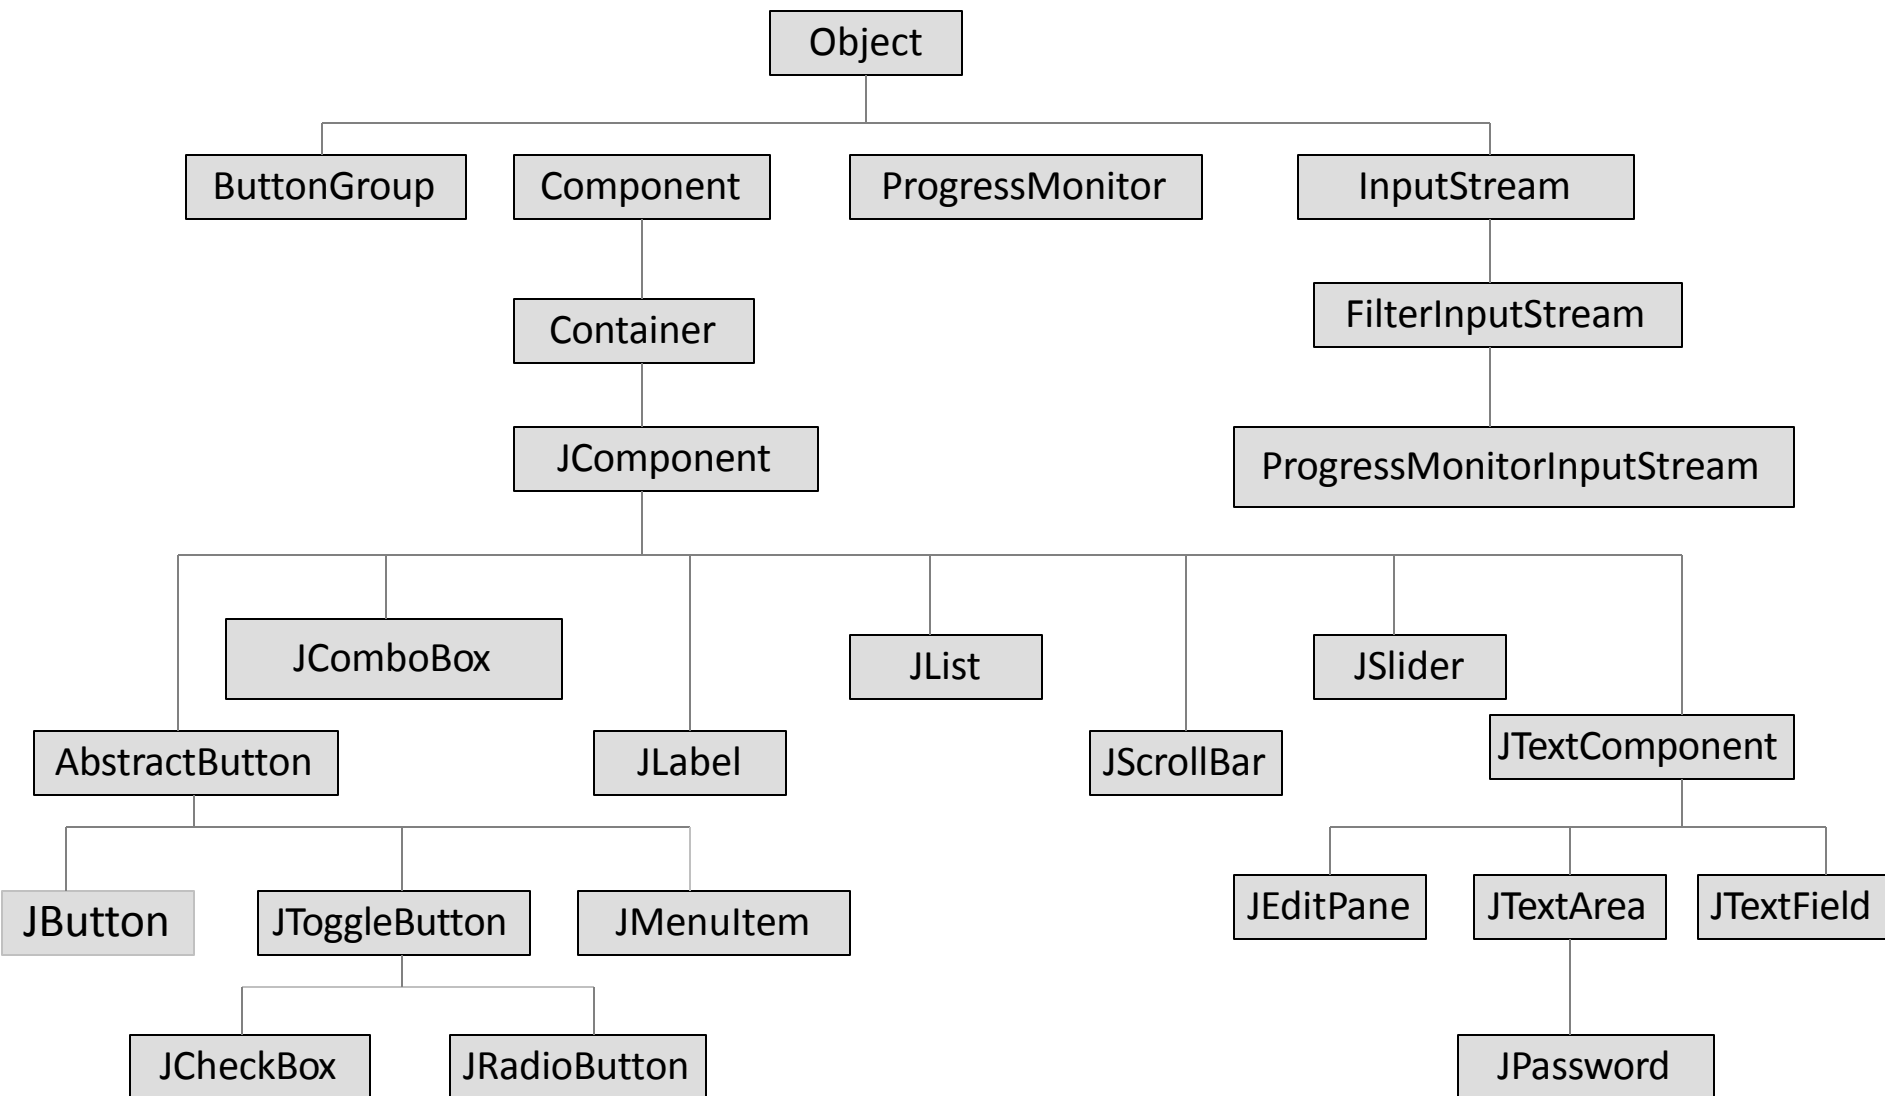 Object
ButtonGroup
Component
ProgressMonitor
InputStream
Container
FilterInputStream
JComponent
ProgressMonitorInputStream
JComboBox
JList
JSlider
AbstractButton
JLabel
JScrollBar
JTextComponent
JButton
JToggleButton
JMenuItem
JEditPane
JTextArea
JTextField
JCheckBox
JRadioButton
JPassword